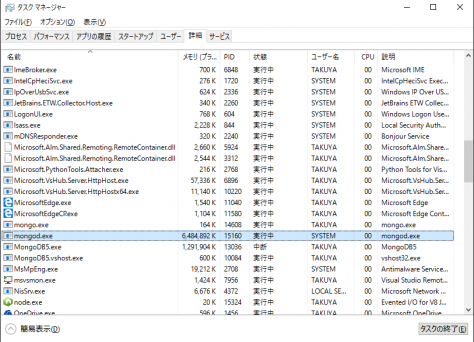 タスク マネージャー
ファイル(F) オプション(O) 表示(V)
プロセス パフォーマンス アプリの履歴 スタートアップ ユーザー 詳細 サービス
名前 メモリ (プラ... PID 状態 ユーザー名 CPU 説明
ImeBroker.exe 700 K 6848 実行中 TAKUYA 00 Microsoft IME
IntelCpHeciSvc.exe 276 K 1720 実行中 SYSTEM 00 IntelCpHeciSvc Exec...
IpOverUsbSvc.exe 624 K 2336 実行中 SYSTEM 00 Windows IP Over US...
JetBrains.ETW.Collector.Host.exe 340 K 2260 実行中 SYSTEM 00 JetBrains.ETW.Collec...
LogonUI.exe 768 K 604 実行中 SYSTEM 00 Windows Logon Use...
lsass.exe 2,228 K 844 実行中 SYSTEM 00 Local Security Auth...
mDNSResponder.exe 320 K 2240 実行中 SYSTEM 00 Bonjour Service
Microsoft.Alm.Shared.Remoting.RemoteContainer.dll 2,660 K 5924 実行中 TAKUYA 00 Microsoft.Alm.Share...
Microsoft.Alm.Shared.Remoting.RemoteContainer.dll 2,544 K 3312 実行中 TAKUYA 00 Microsoft.Alm.Share...
Microsoft.PythonTools.Attacher.exe 216 K 2768 実行中 TAKUYA 00 Microsoft.PythonToo...
Microsoft.VsHub.Server.HttpHost.exe 57,336 K 6896 実行中 TAKUYA 00 Microsoft.VsHub.Ser...
Microsoft.VsHub.Server.HttpHostx64.exe 11,140 K 10220 実行中 TAKUYA 00 Microsoft.VsHub.Ser...
MicrosoftEdge.exe 1,540 K 11040 実行中 TAKUYA 00 Microsoft Edge
MicrosoftEdgeCP.exe 1,104 K 11580 実行中 TAKUYA 00 Microsoft Edge Cont...
mongo.exe 164 K 14608 実行中 TAKUYA 00 mongo.exe
mongod.exe 6,484,892 K 15160 実行中 SYSTEM 00 mongod.exe
MongoDB5.exe 1,291,904 K 13036 中断 TAKUYA 00 MongoDB5
MongoDB5.vshost.exe 600 K 10084 実行中 TAKUYA 00 vshost32.exe
MsMpEng.exe 19,212 K 2708 実行中 SYSTEM 00 Antimalware Service...
msvsmon.exe 1,424 K 7956 実行中 TAKUYA 00 Visual Studio Remot...
NisSrv.exe 6,676 K 4372 実行中 LOCAL SE... 00 Microsoft Network ...
node.exe 20 K 15324 実行中 TAKUYA 00 Evented I/O for V8 J...
OneDrive.exe 596 K 1456 実行中 TAKUYA 00
簡易表示(D) タスクの終了(E)